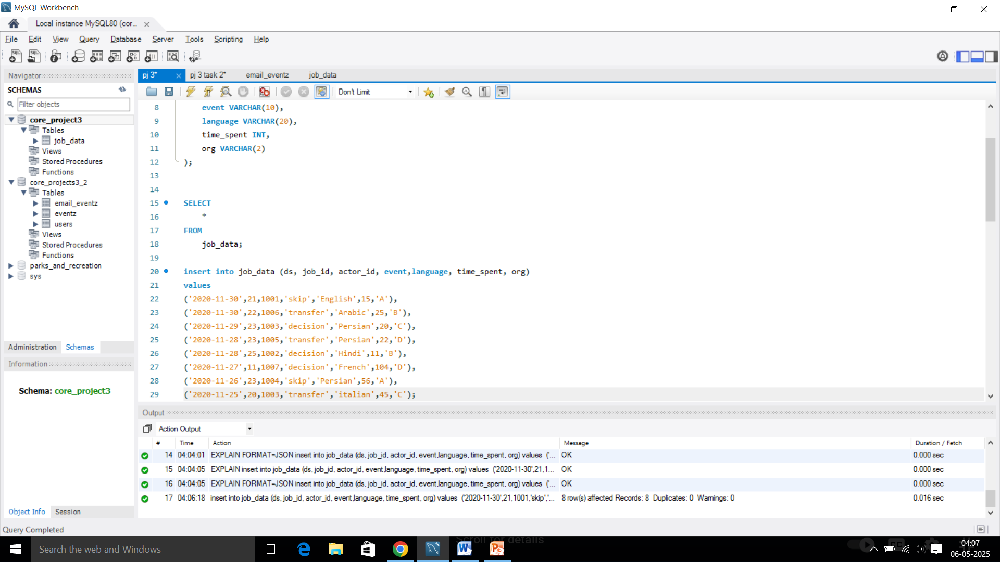 MySQL Workbench
Local instance MySQL80 (cor...
File Edit View Query Database Server Tools Scripting Help
Navigator
SCHEMAS
Filter objects
core_project3
Tables
job_data
Views
Stored Procedures
Functions
core_projects3_2
Tables
email_eventz
eventz
users
Views
Stored Procedures
Functions
parks_and_recreation
sys
Administration Schemas
Information
Schema: core_project3
Object Info Session
pj 3* pj 3 task 2* email_eventz job_data
Don't Limit
8 event VARCHAR(10),
9 language VARCHAR(20),
10 time_spent INT,
11 org VARCHAR(2)
12 );
13
14
15 SELECT
16 *
17 FROM
18 job_data;
19
20 insert into job_data (ds, job_id, actor_id, event,language, time_spent, org)
21 values
22 ('2020-11-30',21,1001,'skip','English',15,'A'),
23 ('2020-11-30',22,1006,'transfer','Arabic',25,'B'),
24 ('2020-11-29',23,1003,'decision','Persian',20,'C'),
25 ('2020-11-28',23,1005,'transfer','Persian',22,'D'),
26 ('2020-11-28',25,1002,'decision','Hindi',11,'B'),
27 ('2020-11-27',11,1007,'decision','French',104,'D'),
28 ('2020-11-26',23,1004,'skip','Persian',56,'A'),
29 ('2020-11-25',20,1003,'transfer','italian',45,'C');
Output
Action Output
# Time Action Message Duration / Fetch
14 04:04:01 EXPLAIN FORMAT=JSON insert into job_data (ds, job_id, actor_id, event,language, time_spent, org) values ('... OK 0.000 sec
15 04:04:05 EXPLAIN insert into job_data (ds, job_id, actor_id, event,language, time_spent, org) values ('2020-11-30',21,1... OK 0.000 sec
16 04:04:05 EXPLAIN FORMAT=JSON insert into job_data (ds, job_id, actor_id, event,language, time_spent, org) values ('... OK 0.000 sec
17 04:06:18 insert into job_data (ds, job_id, actor_id, event,language, time_spent, org) values ('2020-11-30',21,1001,'skip','... 8 row(s) affected Records: 8 Duplicates: 0 Warnings: 0 0.016 sec
Query Completed
Scroll for details
Search the web and Windows
04:07
06-05-2025